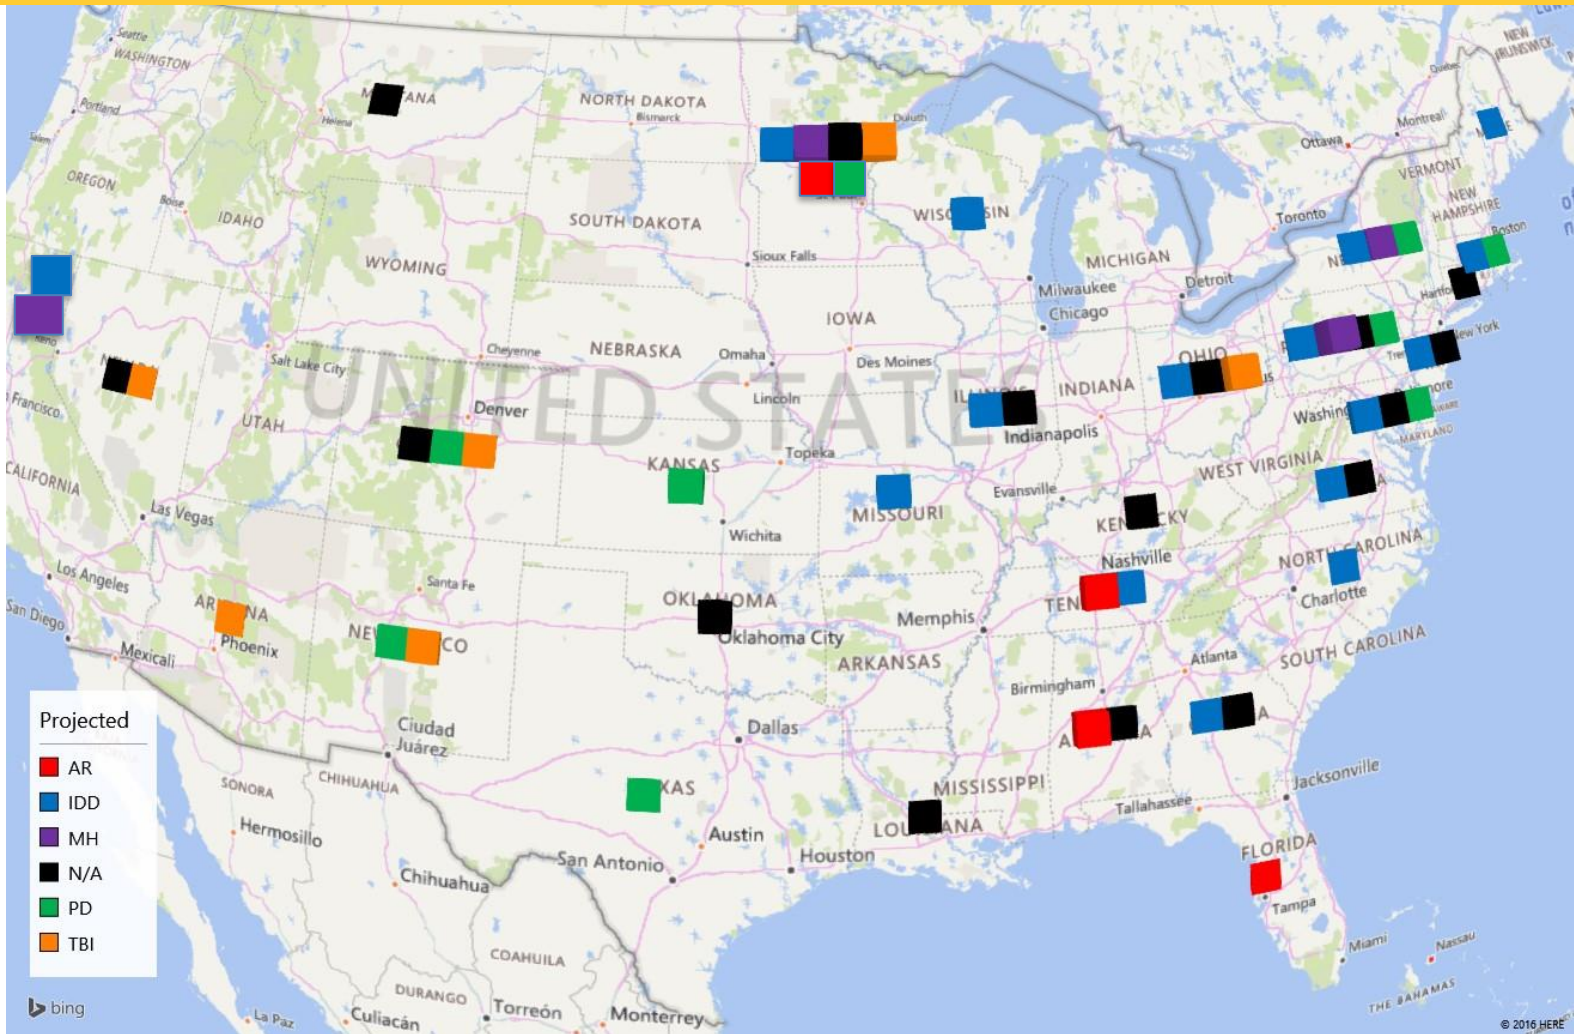 Seattle
WASHINGTON
Portland
Salem
OREGON
Boise
IDAHO
Helena
NORTH DAKOTA
Bismarck
SOUTH DAKOTA
Sioux Falls
WYOMING
Duluth
MICHIGAN
Milwaukee
Chicago
Detroit
Toronto
Ottawa
Montreal
Quebec
NEW
BRUNSWICK
VERMONT
NEW
HAMPSHIRE
Boston
New York
IOWA
Des Moines
NEBRASKA
Omaha
Lincoln
Cheyenne
Salt Lake City
UNITED STATES
Reno
UTAH
Denver
CALIFORNIA
Las Vegas
Los Angeles
San Diego
Mexicali
Phoenix
Santa Fe
KANSAS
Topeka
Wichita
MISSOURI
INDIANA
Indianapolis
OHIO
Evansville
WEST VIRGINIA
MARYLAND
Nashville
Memphis
NORTH CAROLINA
Charlotte
SOUTH CAROLINA
Atlanta
Birmingham
OKLAHOMA
Oklahoma City
ARKANSAS
Dallas
Austin
San Antonio
Houston
MISSISSIPPI
Tallahassee
Jacksonville
FLORIDA
Tampa
Miami
Nassau
THE BAHAMAS
Ciudad
Juárez
SONORA
CHIHUAHUA
Hermosillo
Chihuahua
COAHUILA
DURANGO
Torreón
Monterrey
Culiacán
La Paz
Projected
AR
IDD
MH
N/A
PD
TBI
bing
© 2016 HERE